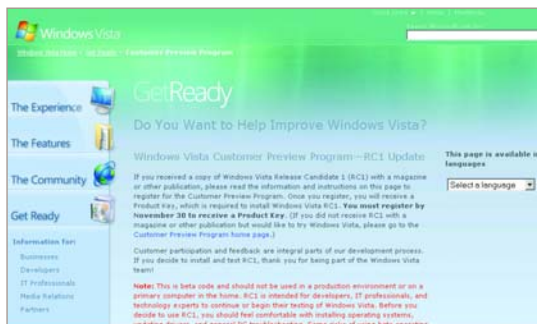 Windows Vista
Windows Vista Home > Get Ready > Customer Preview Program
GetReady
The Experience
The Features
The Community
Get Ready
Information for:
Businesses
Developers
IT Professionals
Media Relations
Partners
Do You Want to Help Improve Windows Vista?
Windows Vista Customer Preview Program—RC1 Update
If you received a copy of Windows Vista Release Candidate 1 (RC1) with a magazine
or other publication, please read the information and instructions on this page to
register for the Customer Preview Program. Once you register, you will receive a
Product Key, which is required to install Windows Vista RC1. You must register by
November 30 to receive a Product Key. (If you did not receive RC1 with a
magazine or other publication but would like to try Windows Vista, please go to the
Customer Preview Program home page.)
Customer participation and feedback are integral parts of our development process.
If you decide to install and test RC1, thank you for being part of the Windows Vista
team!
Note: This is beta code and should not be used in a production environment or on a
primary computer in the home. RC1 is intended for developers, IT professionals, and
technology experts to continue or begin their testing of Windows Vista. Before you
decide to use RC1, you should feel comfortable with installing operating systems,
This page is available in
languages
Select a language